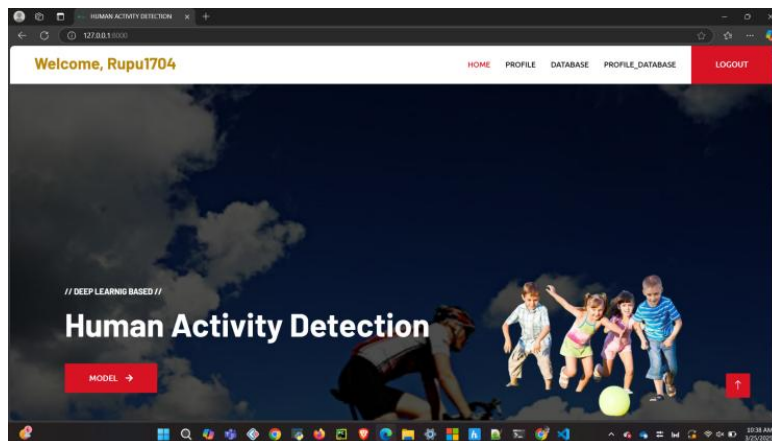 HUMAN ACTIVITY DETECTION
127.0.0.1:8000
Welcome, Rupu1704
HOME PROFILE DATABASE PROFILE_DATABASE LOGOUT
// DEEP LEARNIG BASED //
Human Activity Detection
MODEL
10:38 AM